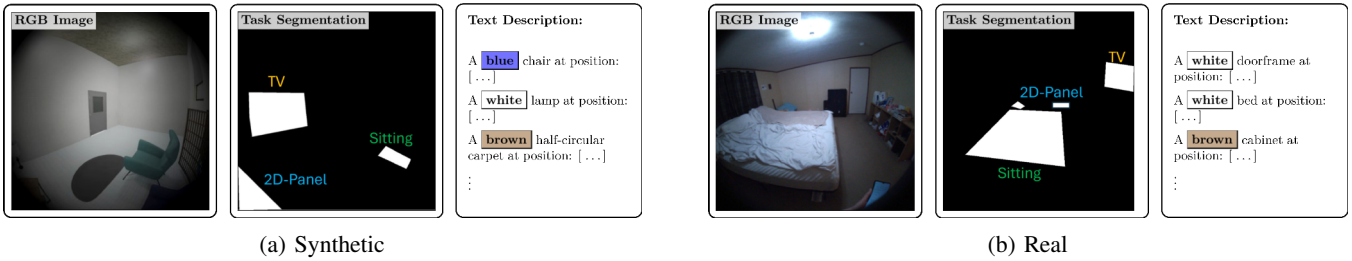 RGB Image
Task Segmentation
TV
Sitting
2D-Panel
Text Description:
A blue chair at position:
[ . . . ]
A white lamp at position:
[ . . . ]
A brown half-circular
carpet at position: [ . . . ]
⋮
(a) Synthetic
RGB Image
Task Segmentation
TV
2D-Panel
Sitting
Text Description:
A white doorframe at
position: [ . . . ]
A white bed at position:
[ . . . ]
A brown cabinet at
position: [ . . . ]
⋮
(b) Real